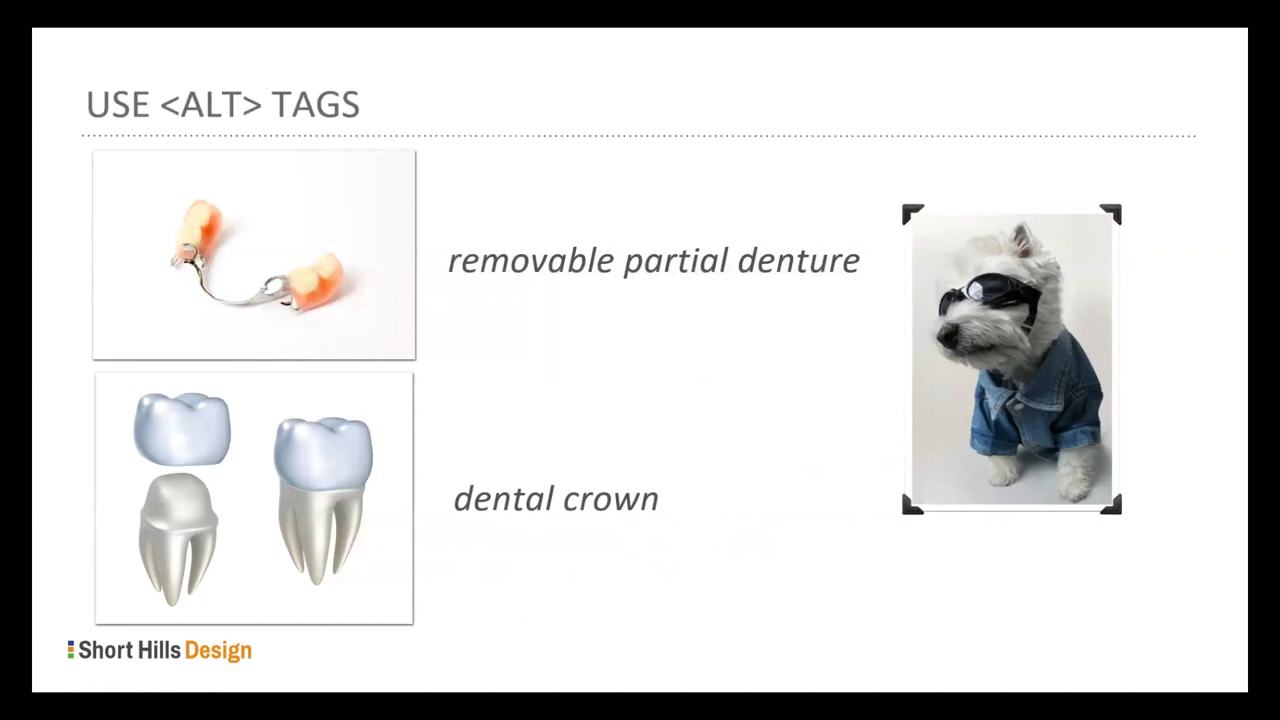 USE <ALT> TAGS
removable partial denture
dental crown
Short Hills Design